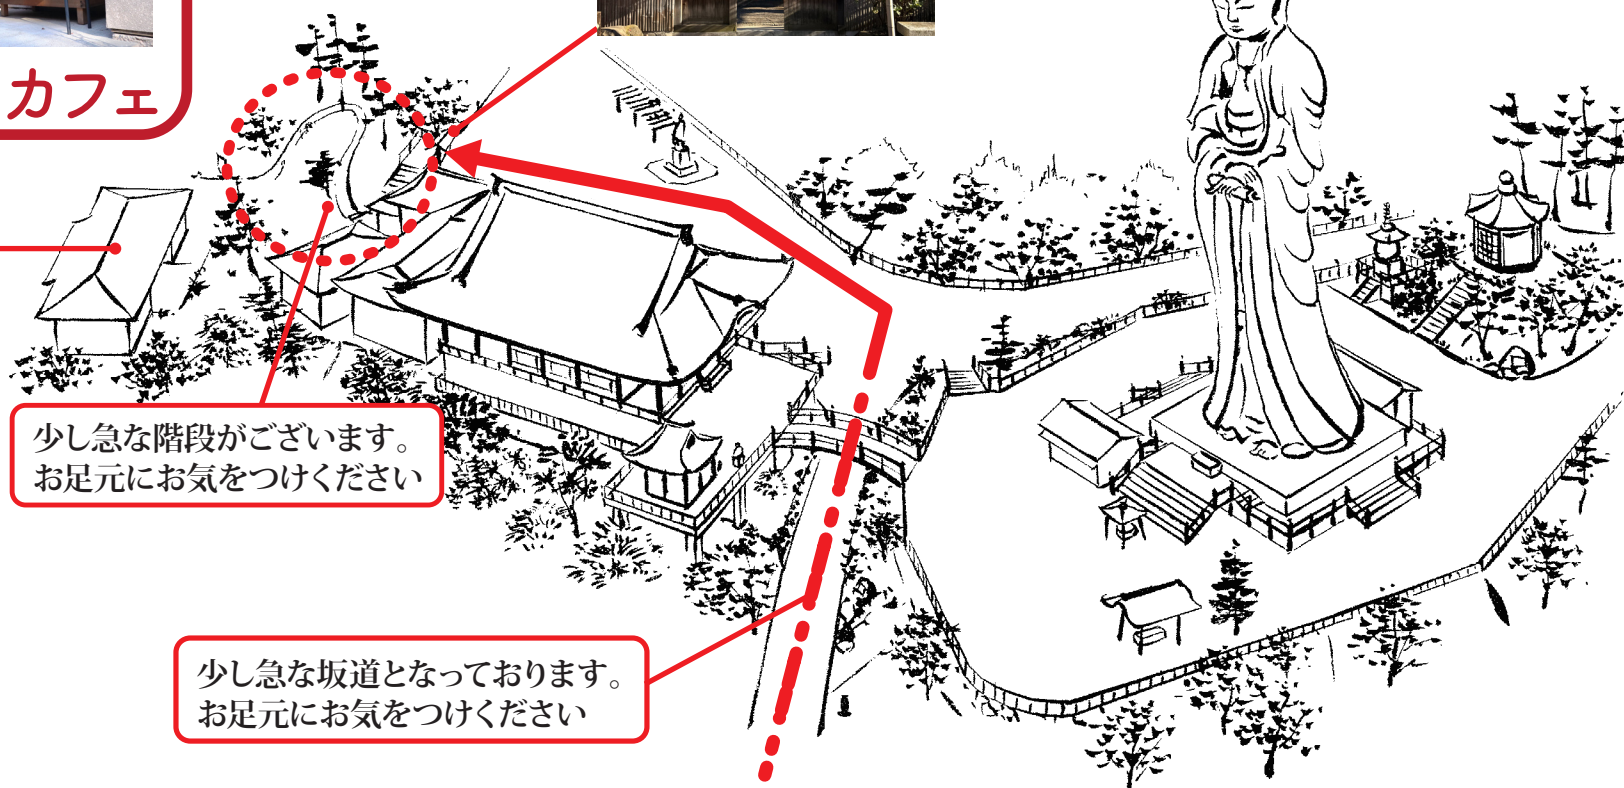 カフェ
少し急な階段がございます。
お足元にお気をつけください
少し急な坂道となっております。
お足元にお気をつけください